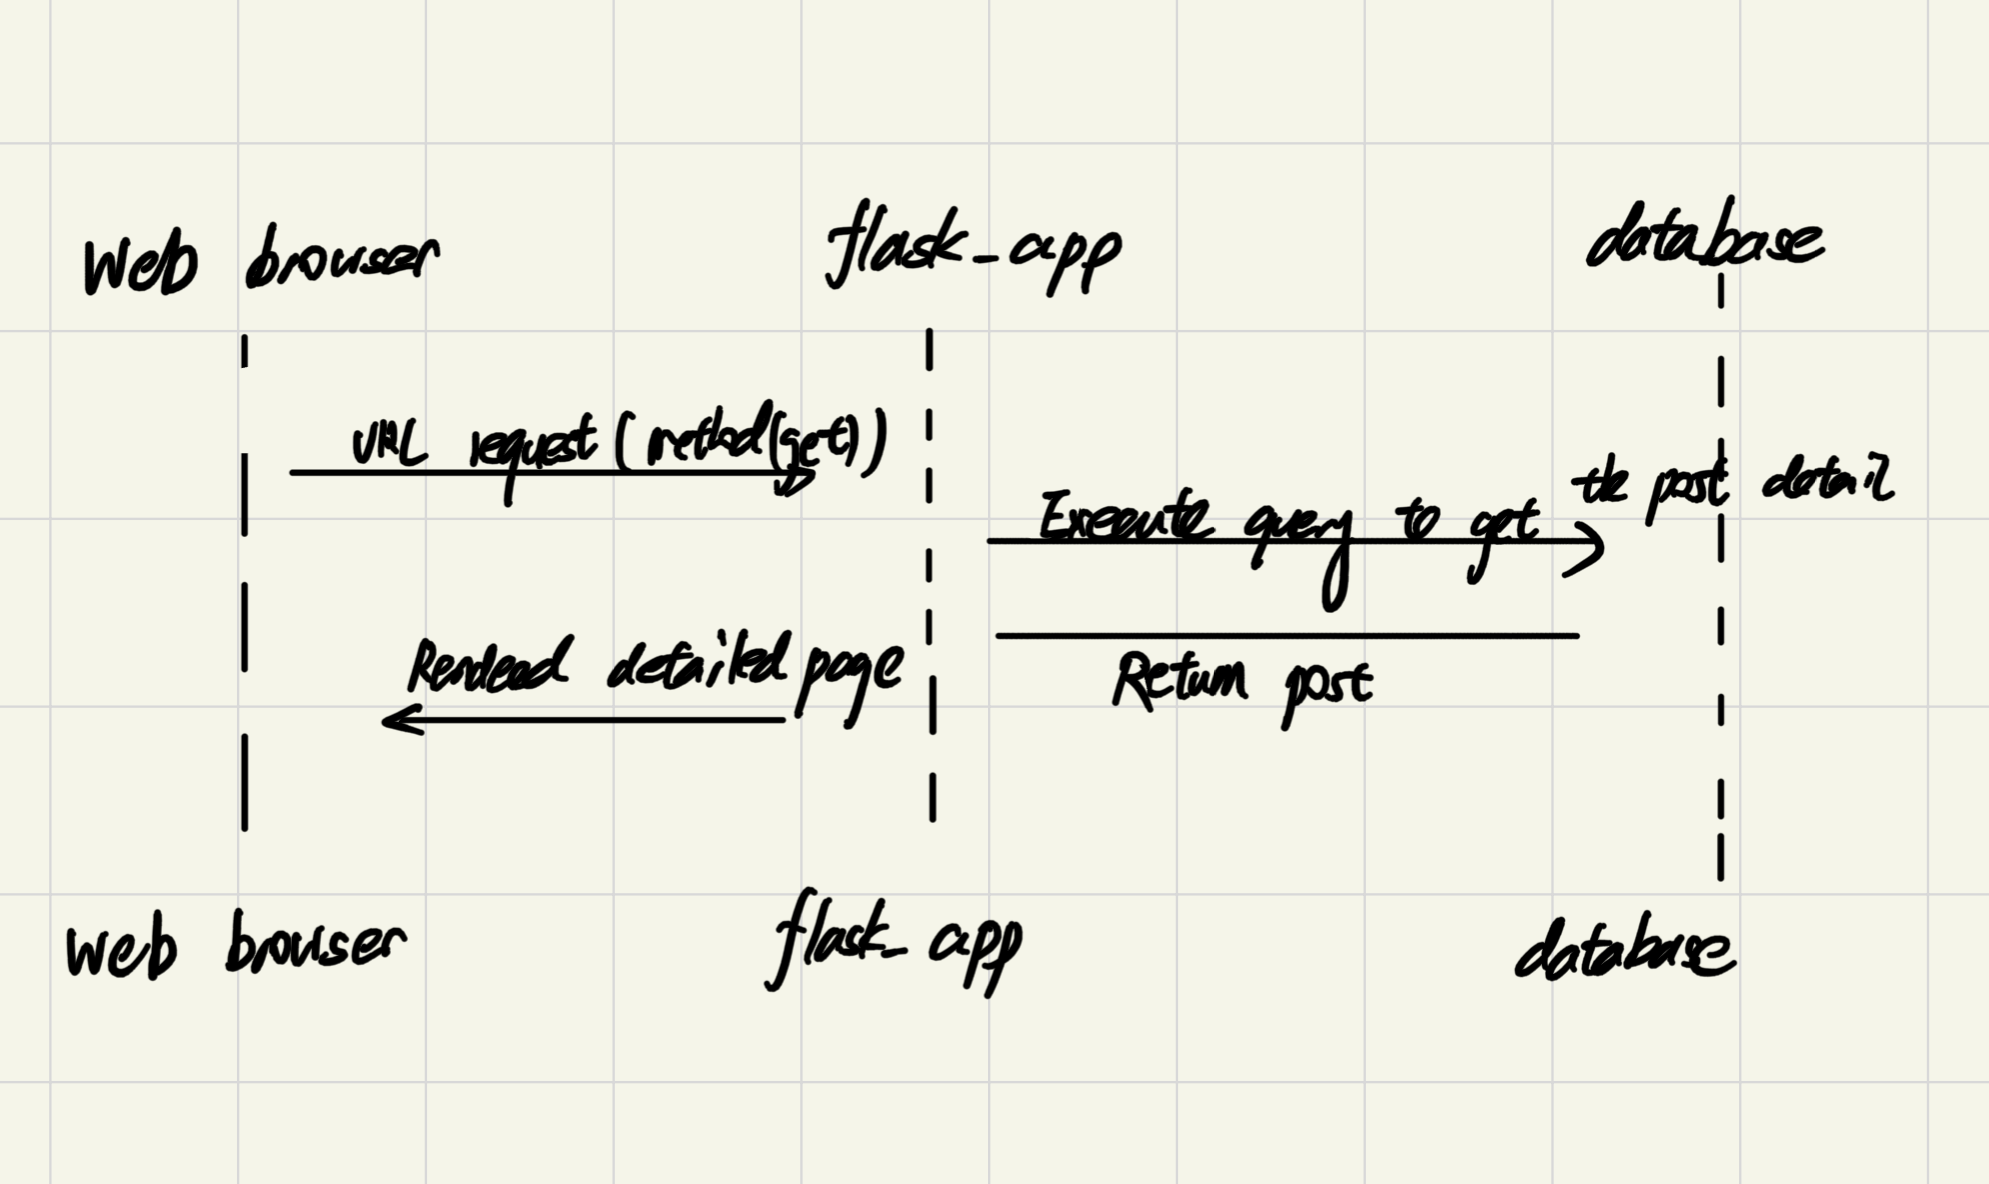 Web browser
flask_app
database
URL request (method(get))
Execute query to get the post detail
Return post
Rendered detailed page
web browser
flask_app
database